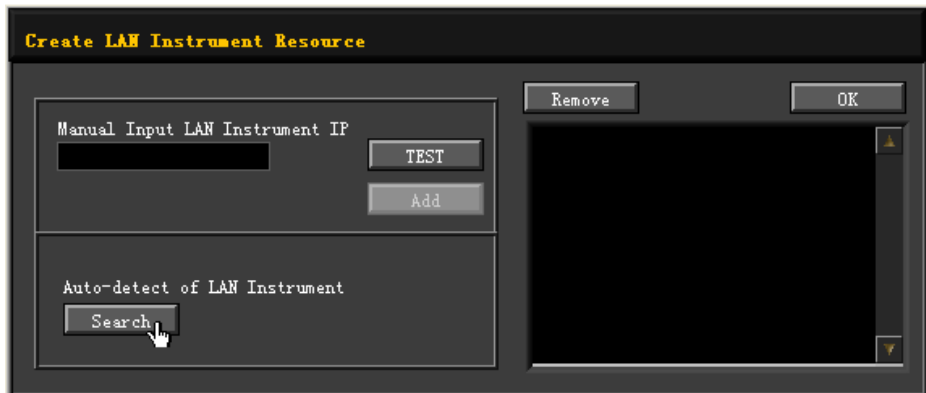 Create LAN Instrument Resource
Manual Input LAN Instrument IP
TEST
Add
Auto-detect of LAN Instrument
Search
Remove
OK